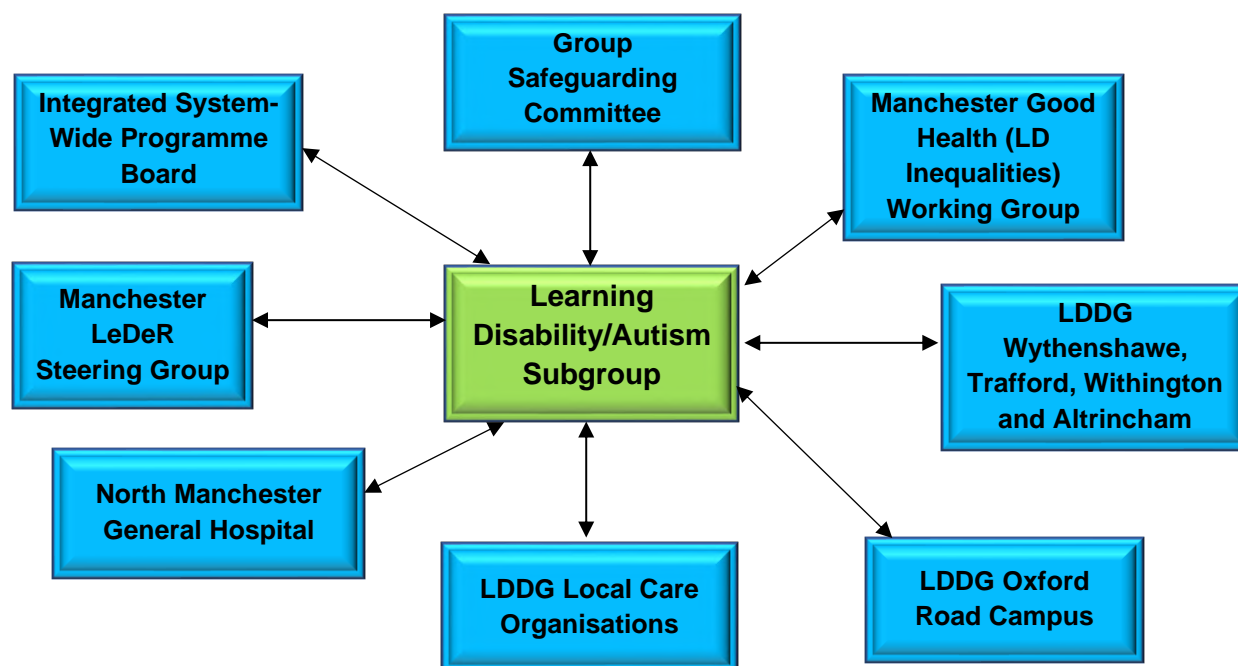 Group
Safeguarding
Committee
Integrated System-
Wide Programme
Board
Manchester Good
Health (LD
Inequalities)
Working Group
Manchester
LeDeR
Steering Group
Learning
Disability/Autism
Subgroup
LDDG
Wythenshawe,
Trafford, Withington
and Altrincham
North Manchester
General Hospital
LDDG Local Care
Organisations
LDDG Oxford
Road Campus